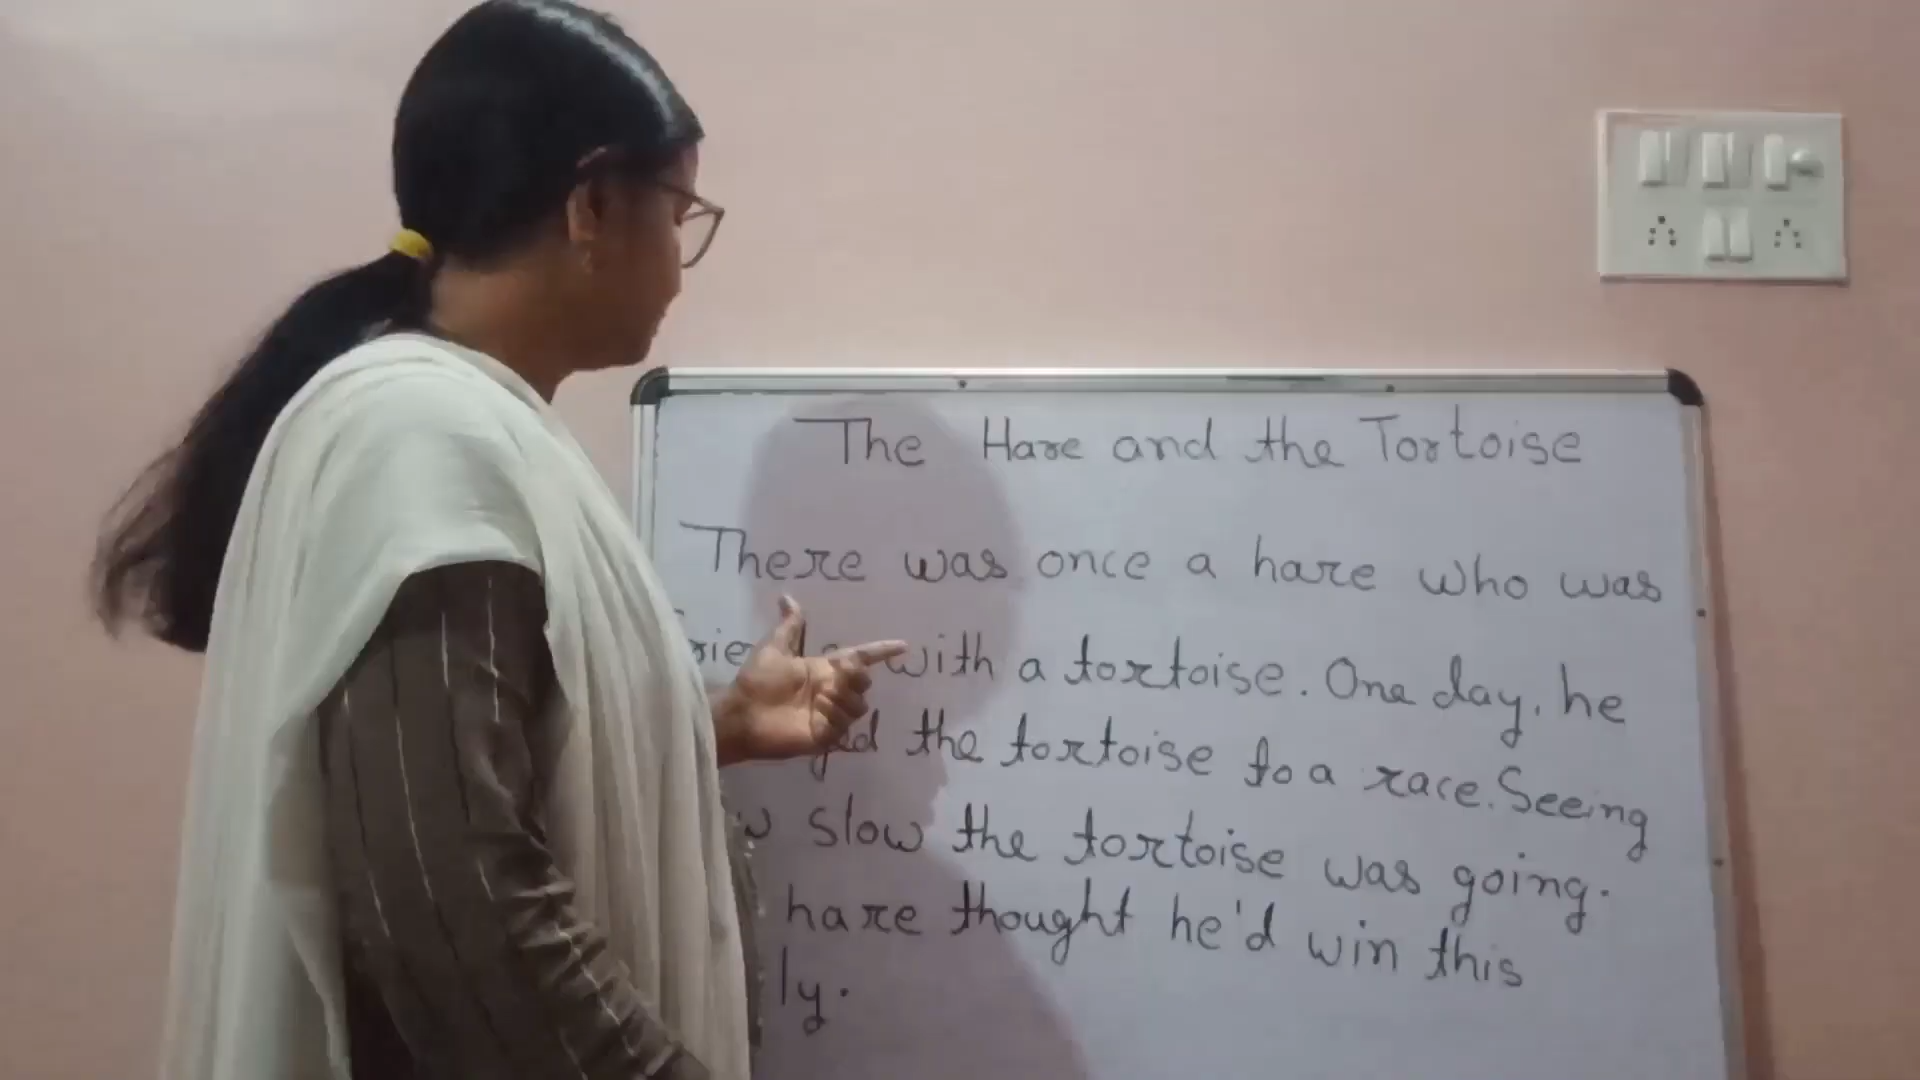 The Hare and the Tortoise
There was once a hare who was
with a tortoise. One day, he
the tortoise to a race. Seeing
slow the tortoise was going.
hare thought he'd win this